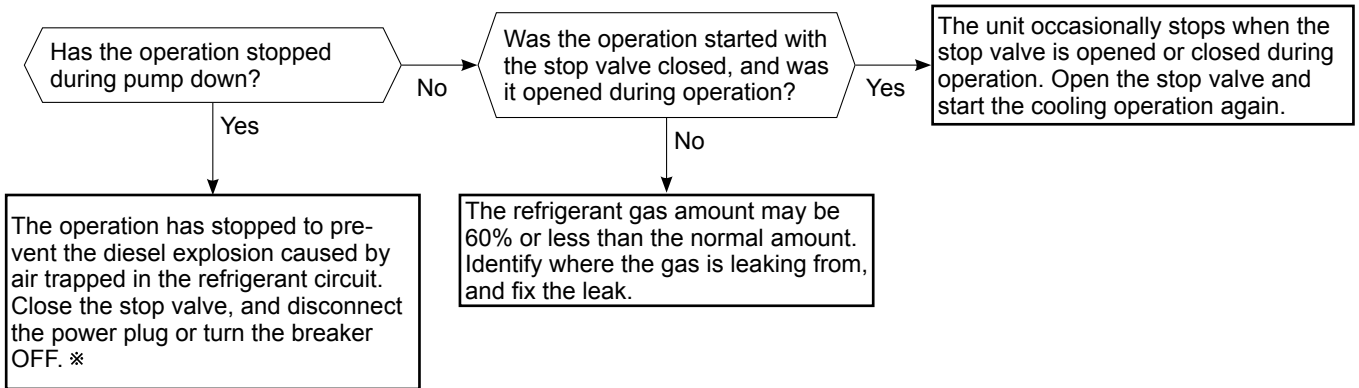 Has the operation stopped
during pump down?
No
Yes
Was the operation started with
the stop valve closed, and was
it opened during operation?
Yes
No
The unit occasionally stops when the
stop valve is opened or closed during
operation. Open the stop valve and
start the cooling operation again.
The operation has stopped to pre-
vent the diesel explosion caused by
air trapped in the refrigerant circuit.
Close the stop valve, and disconnect
the power plug or turn the breaker
OFF. ※
The refrigerant gas amount may be
60% or less than the normal amount.
Identify where the gas is leaking from,
and fix the leak.